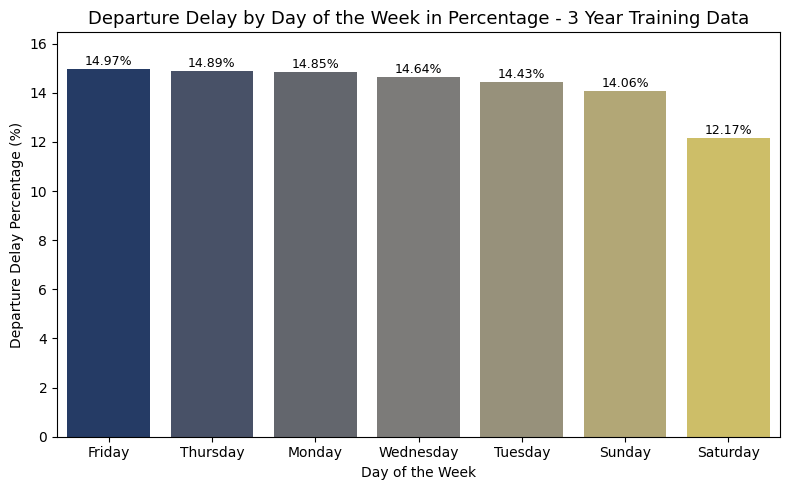 Departure Delay by Day of the Week in Percentage - 3 Year Training Data
Departure Delay Percentage (%)
16
14
12
10
8
6
4
2
0
14.97%
14.89%
14.85%
14.64%
14.43%
14.06%
12.17%
Friday
Thursday
Monday
Wednesday
Tuesday
Sunday
Saturday
Day of the Week